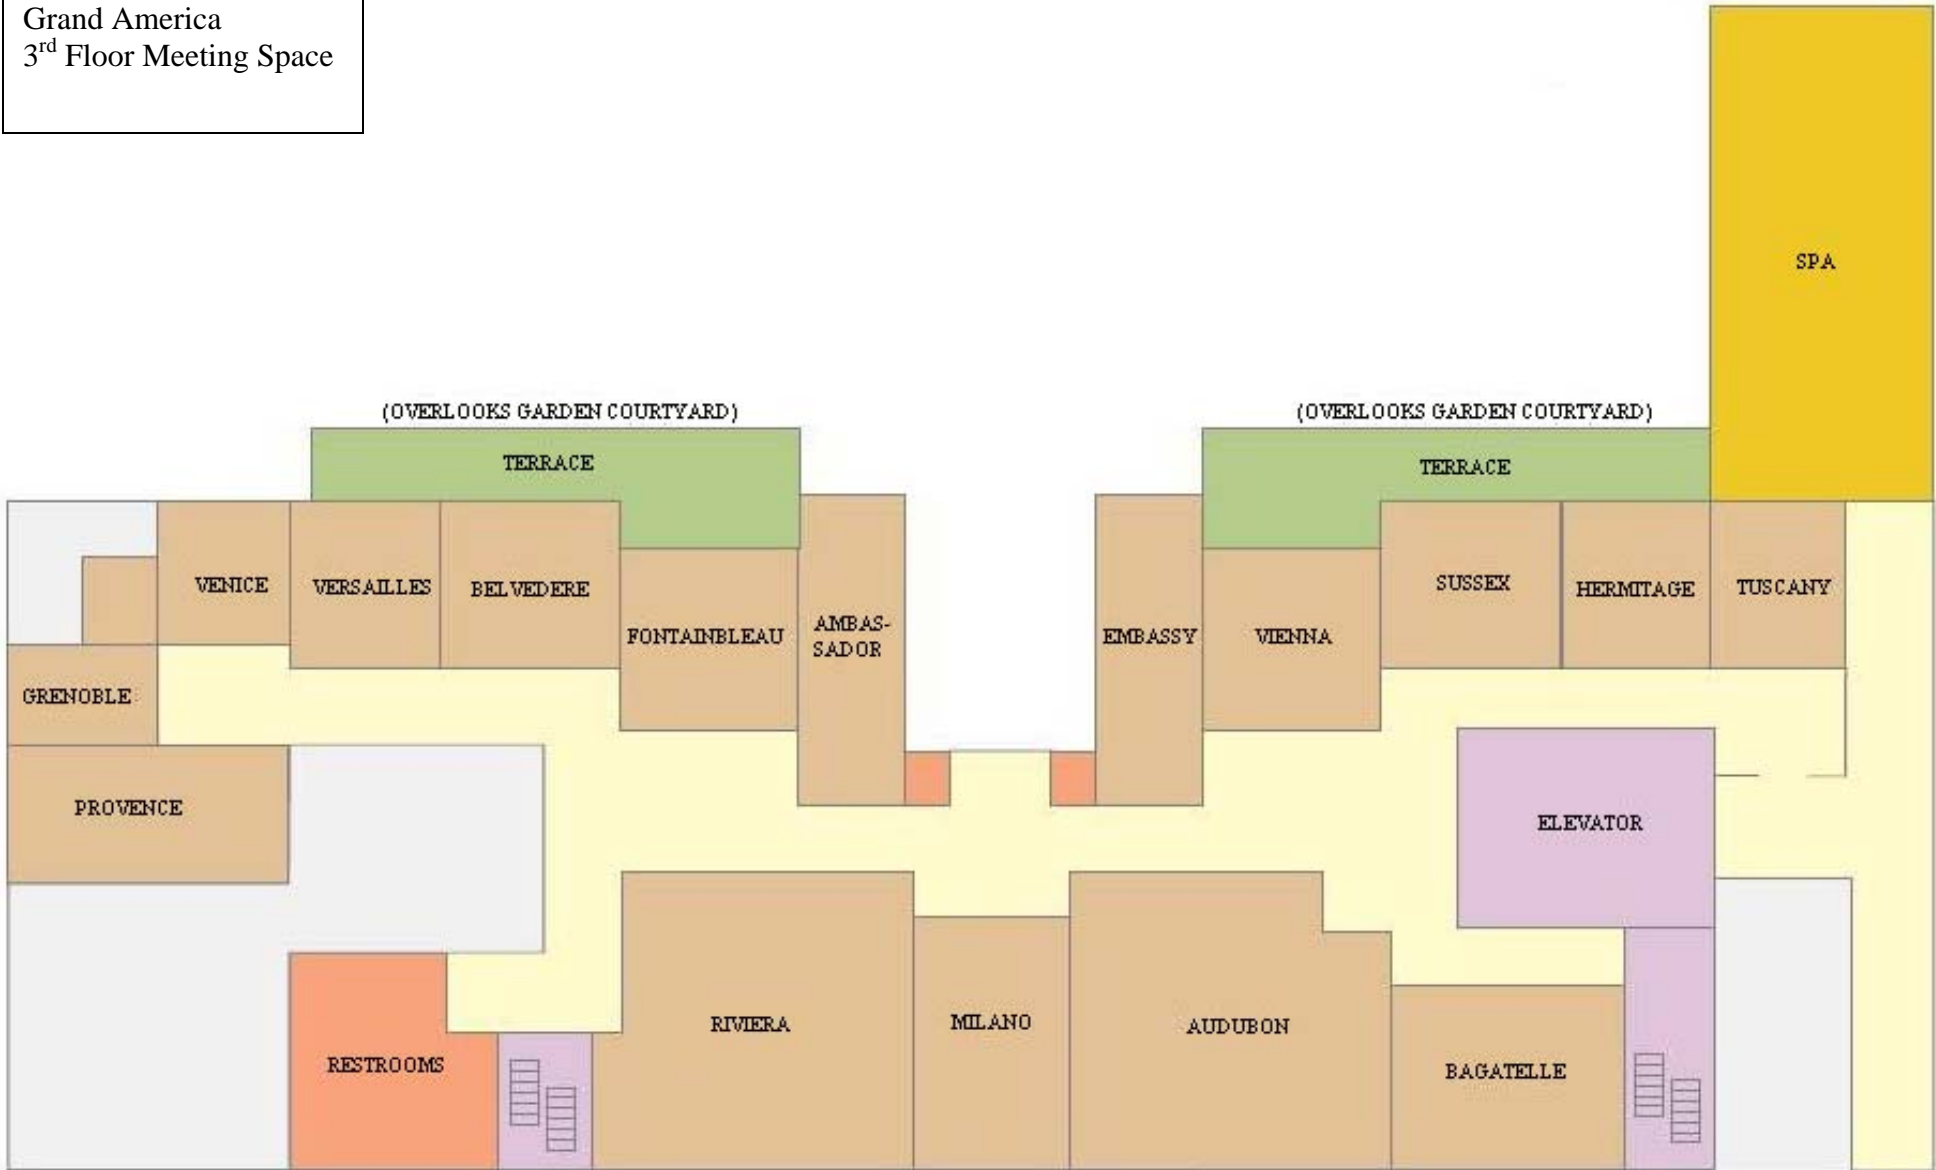 Grand America
3rd Floor Meeting Space
SPA
(OVERLOOKS GARDEN COURTYARD)
(OVERLOOKS GARDEN COURTYARD)
TERRACE
TERRACE
VENICE
VERSAILLES
BELVEDERE
FONTAINBLEAU
AMBAS-
SADOR
EMBASSY
VIENNA
SUSSEX
HERMITAGE
TUSCANY
GRENOBLE
PROVENCE
ELEVATOR
RESTROOMS
RIVIERA
MILANO
AUDUBON
BAGATELLE